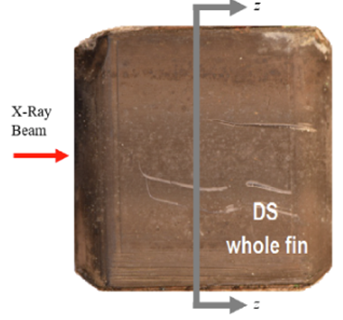 z
X-Ray
Beam
DS
whole fin
z